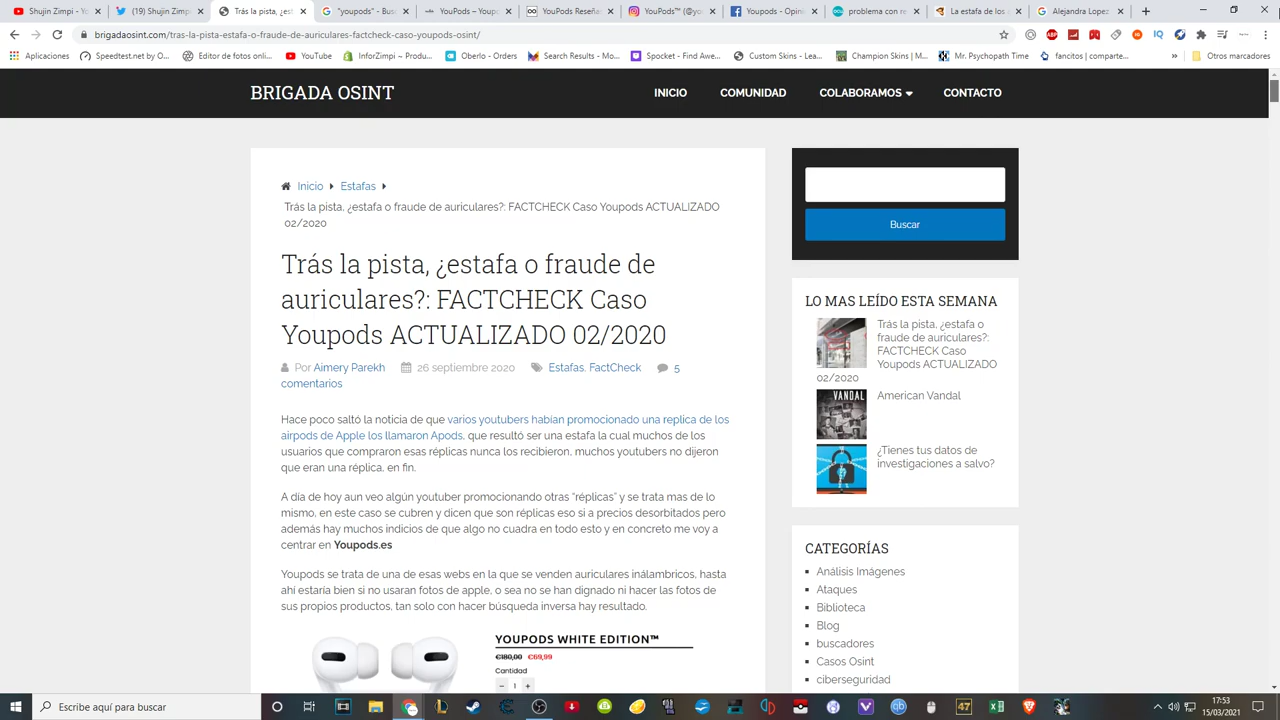 Shujin Zimpi - Yo
(19) Shujin Zimpi
Trás la pista, ¿esta
"youpods" - Bus
YouPods – Youp
YouPods Reseñas
YouPods™ (@yo
Youpods - Opini
problema con re
La estafa de los
Alejandra Lopez
brigadaosint.com/tras-la-pista-estafa-o-fraude-de-auriculares-factcheck-caso-youpods-osint/
Aplicaciones
Speedtest.net by O...
Editor de fotos onli...
YouTube
InforZimpi ~ Produ...
Oberlo - Orders
Search Results - Mo...
Spocket - Find Awe...
Custom Skins - Lea...
Champion Skins | M...
Mr. Psychopath Time
fancitos | comparte...
»
Otros marcadores
BRIGADA OSINT
INICIO
COMUNIDAD
COLABORAMOS
CONTACTO
Inicio
Estafas
Trás la pista, ¿estafa o fraude de auriculares?: FACTCHECK Caso Youpods ACTUALIZADO
02/2020
Trás la pista, ¿estafa o fraude de
auriculares?: FACTCHECK Caso
Youpods ACTUALIZADO 02/2020
Por Aimery Parekh
26 septiembre 2020
Estafas, FactCheck
5
comentarios
Hace poco saltó la noticia de que varios youtubers habían promocionado una replica de los
airpods de Apple los llamaron Apods, que resultó ser una estafa la cual muchos de los
usuarios que compraron esas réplicas nunca los recibieron, muchos youtubers no dijeron
que eran una réplica, en fin.
A día de hoy aun veo algún youtuber promocionando otras "réplicas" y se trata mas de lo
mismo, en este caso se cubren y dicen que son réplicas eso si a precios desorbitados pero
además hay muchos indicios de que algo no cuadra en todo esto y en concreto me voy a
centrar en Youpods.es
Youpods se trata de una de esas webs en la que se venden auriculares inálambricos, hasta
ahí estaría bien si no usaran fotos de apple, o sea no se han dignado ni hacer las fotos de
sus propios productos, tan solo con hacer búsqueda inversa hay resultado.
YOUPODS WHITE EDITION™
€180,00 €69,99
Cantidad
− 1 +
Buscar
LO MAS LEÍDO ESTA SEMANA
Trás la pista, ¿estafa o
fraude de auriculares?:
FACTCHECK Caso
Youpods ACTUALIZADO
02/2020
VANDAL
American Vandal
¿Tienes tus datos de
investigaciones a salvo?
CATEGORÍAS
Análisis Imágenes
Ataques
Biblioteca
Blog
buscadores
Casos Osint
ciberseguridad
Escribe aquí para buscar
17:53
15/03/2021